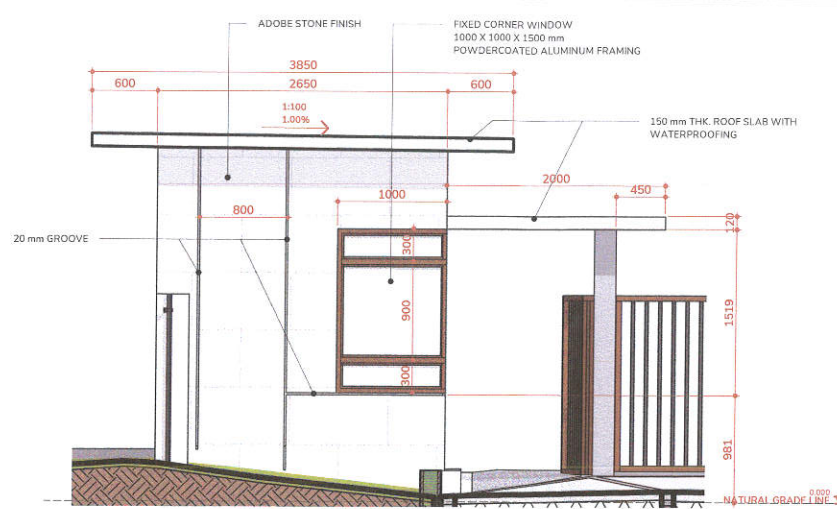 ADOBE STONE FINISH
FIXED CORNER WINDOW
1000 X 1000 X 1500 mm
POWDERCOATED ALUMINUM FRAMING
3850
600
2650
600
1:100
1.00%
150 mm THK. ROOF SLAB WITH
WATERPROOFING
2000
450
1000
800
120
20 mm GROOVE
300
900
300
1519
981
0.000
NATURAL GRADE LINE